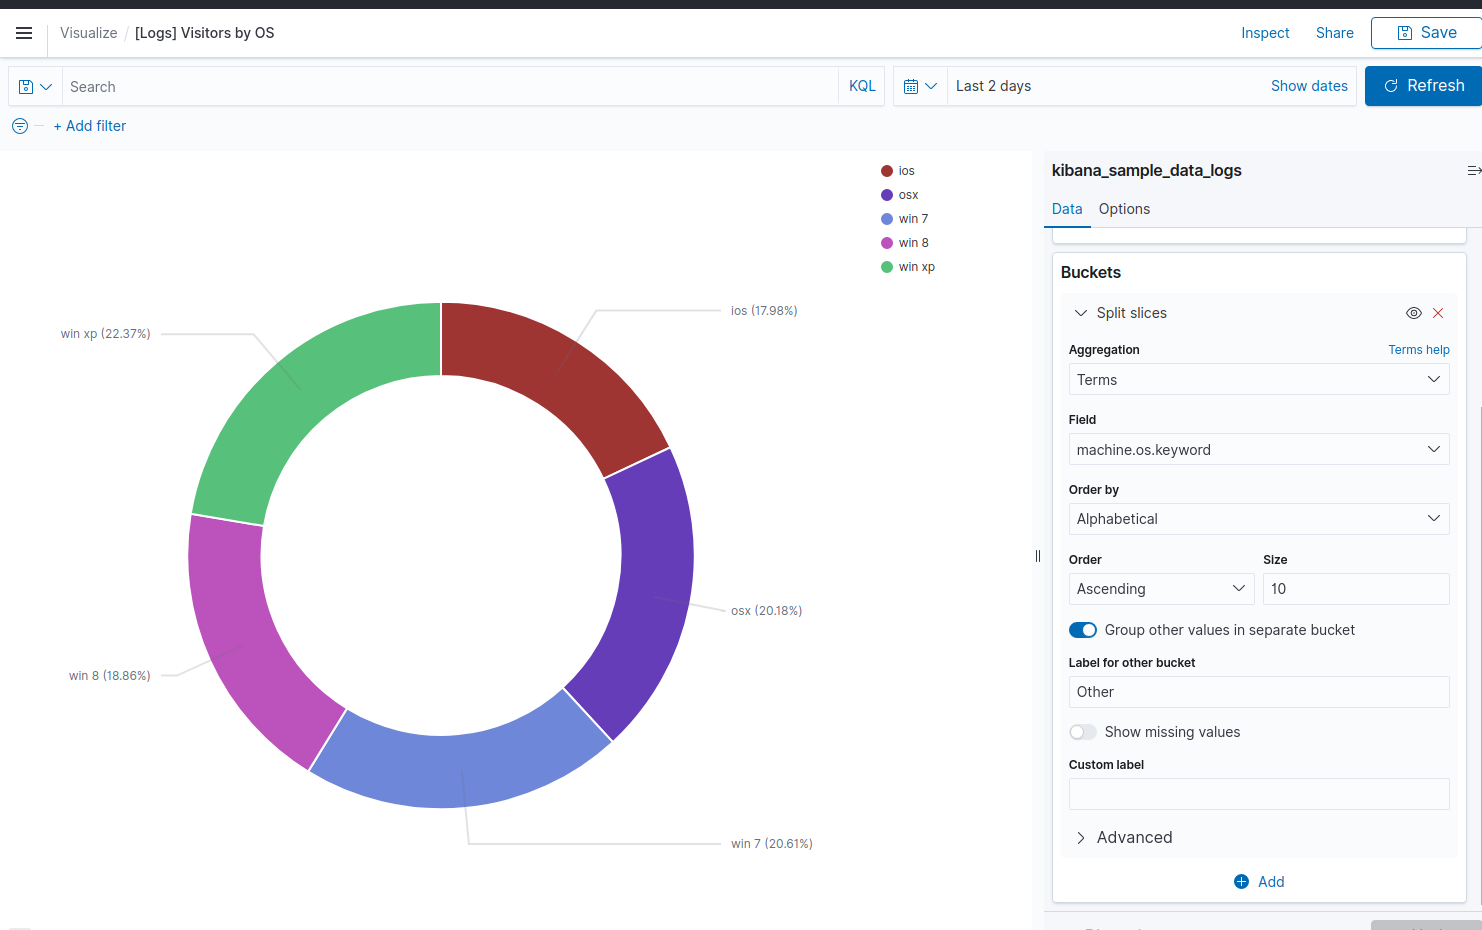 Visualize / [Logs] Visitors by OS
Inspect
Share
Save
Search
KQL
Last 2 days
Show dates
Refresh
+ Add filter
ios
osx
win 7
win 8
win xp
ios (17.98%)
win xp (22.37%)
osx (20.18%)
win 8 (18.86%)
win 7 (20.61%)
kibana_sample_data_logs
Data
Options
Buckets
Split slices
Aggregation
Terms help
Terms
Field
machine.os.keyword
Order by
Alphabetical
Order
Size
Ascending
10
Group other values in separate bucket
Label for other bucket
Other
Show missing values
Custom label
Advanced
Add